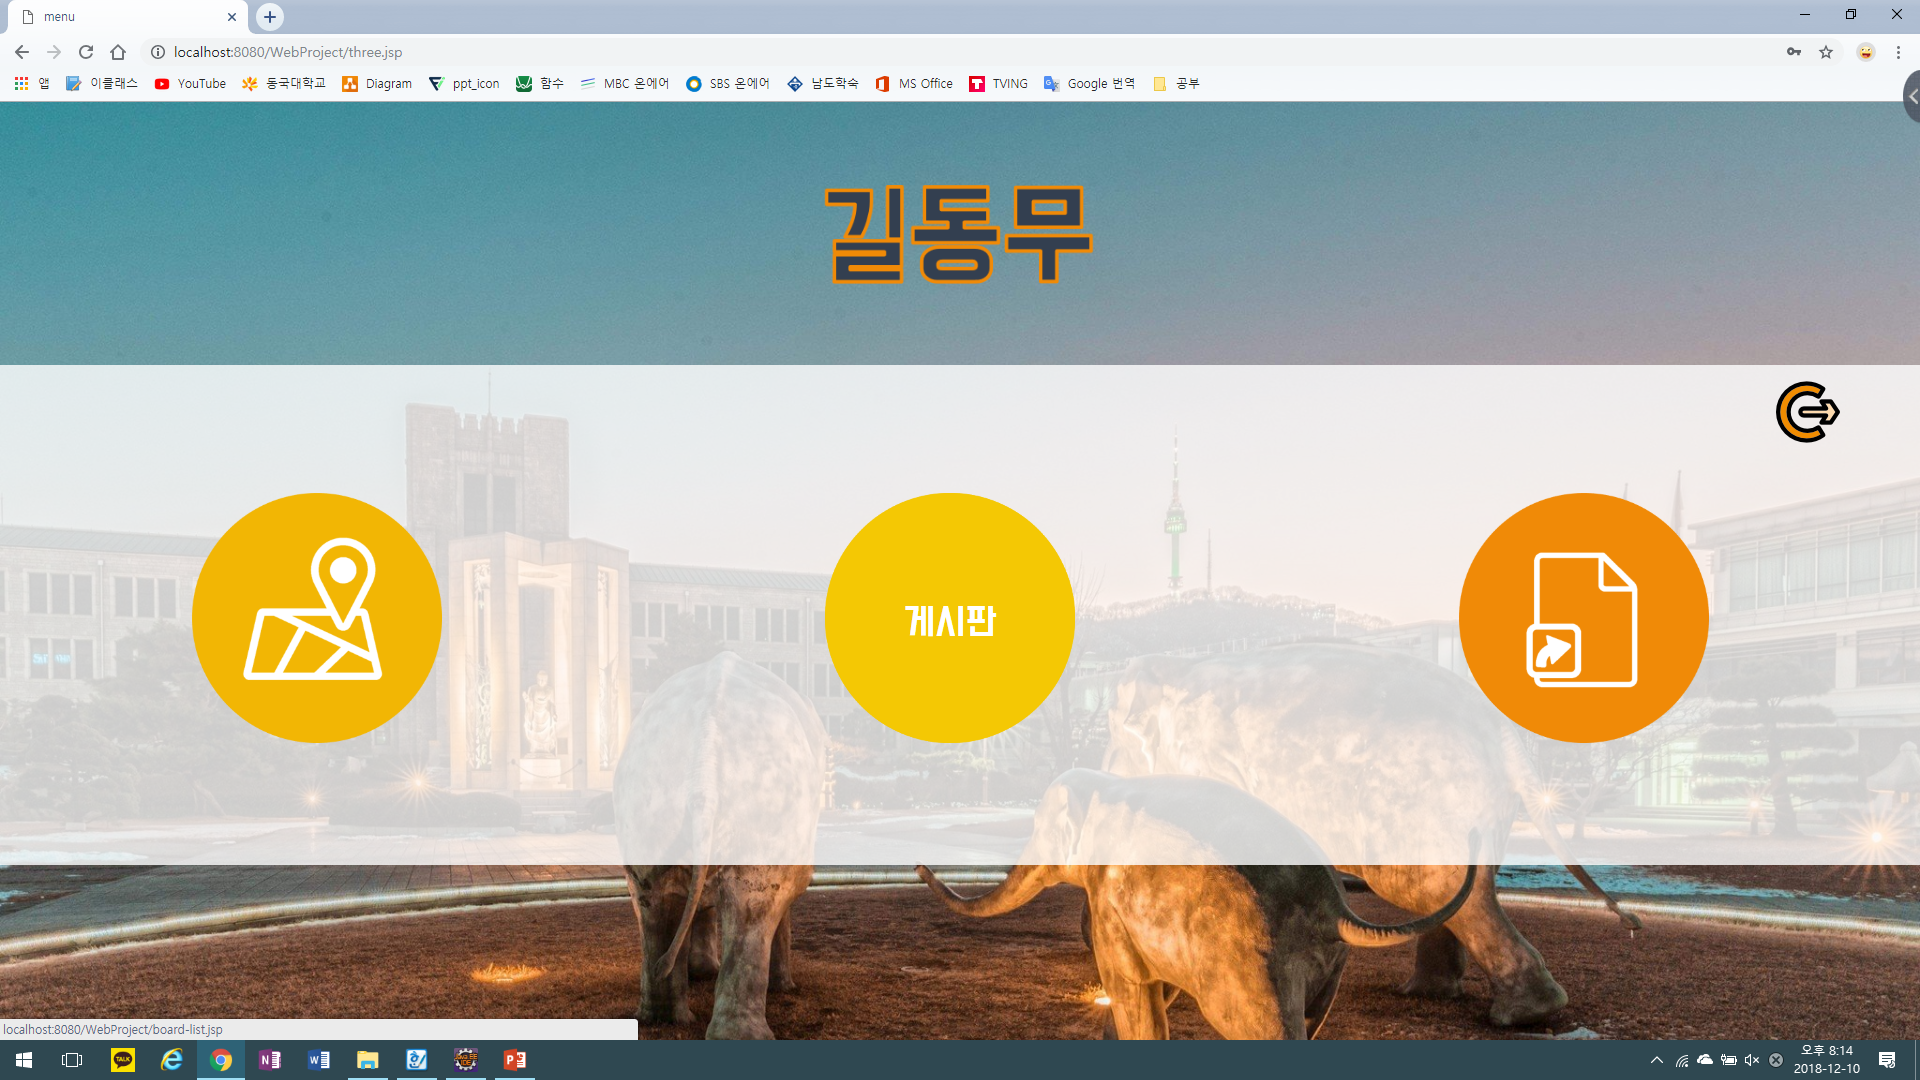 menu
localhost:8080/WebProject/three.jsp
앱 이클래스 YouTube 동국대학교 Diagram ppt_icon 함수 MBC 온에어 SBS 온에어 남도학숙 MS Office TVING Google 번역 공부
길동무
게시판
localhost:8080/WebProject/board-list.jsp
오후 8:14
2018-12-10